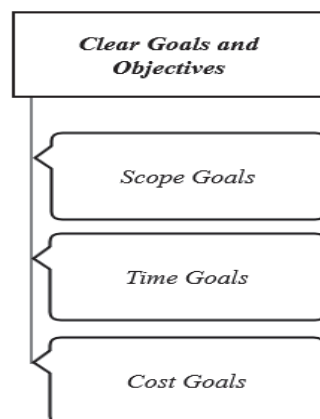 Clear Goals and
Objectives
Scope Goals
Time Goals
Cost Goals